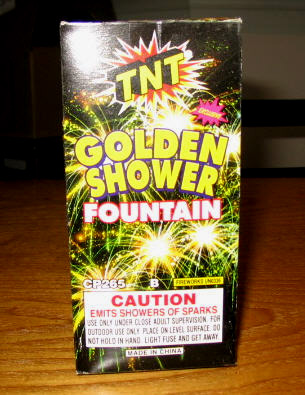 TNT
GOLDEN
SHOWER
FOUNTAIN
CP265 B FIREWORKS UN0336
CAUTION
EMITS SHOWERS OF SPARKS
USE ONLY UNDER CLOSE ADULT SUPERVISION. FOR
OUTDOOR USE ONLY. PLACE ON LEVEL SURFACE. DO
NOT HOLD IN HAND. LIGHT FUSE AND GET AWAY.
MADE IN CHINA